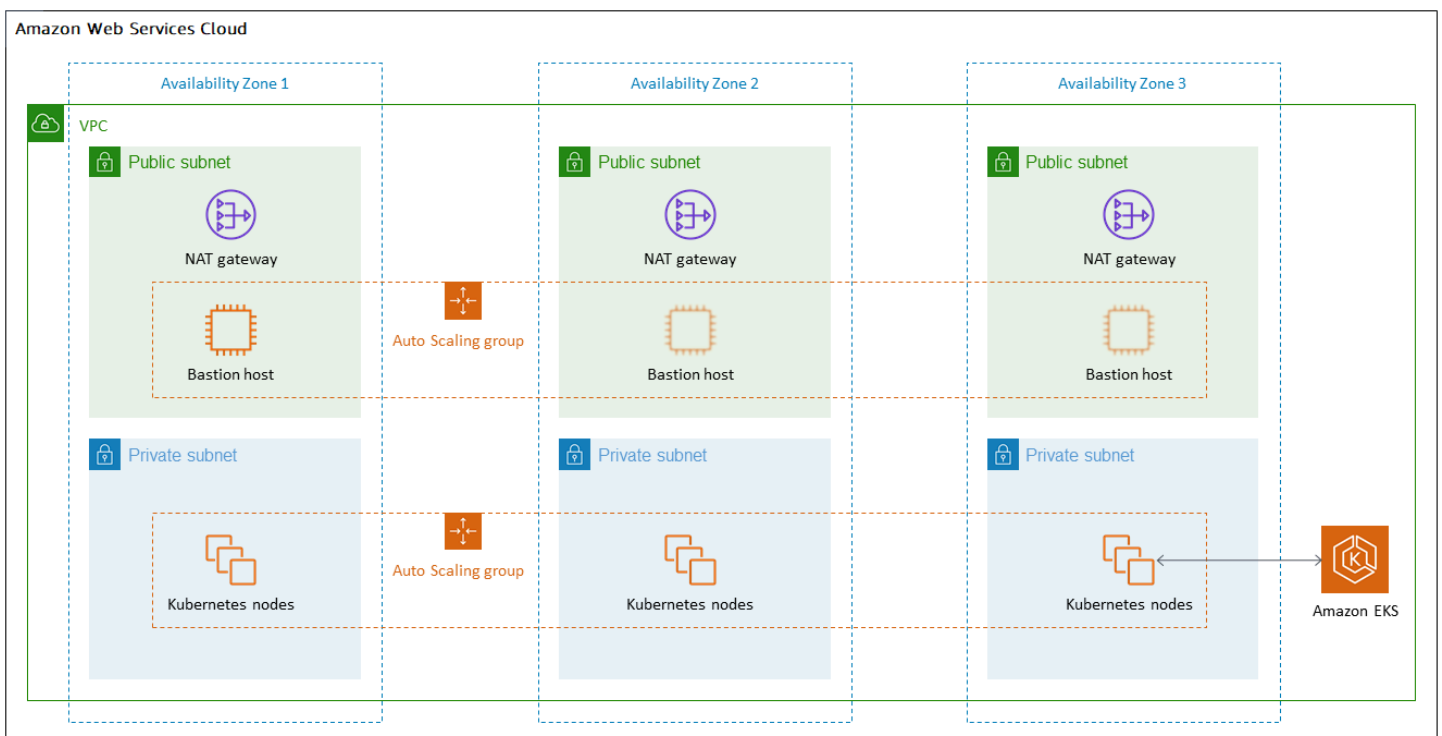 Amazon Web Services Cloud
Availability Zone 1
Availability Zone 2
Availability Zone 3
VPC
Public subnet
Public subnet
Public subnet
NAT gateway
NAT gateway
NAT gateway
Auto Scaling group
Bastion host
Bastion host
Bastion host
Private subnet
Private subnet
Private subnet
Auto Scaling group
Kubernetes nodes
Kubernetes nodes
Kubernetes nodes
K
Amazon EKS